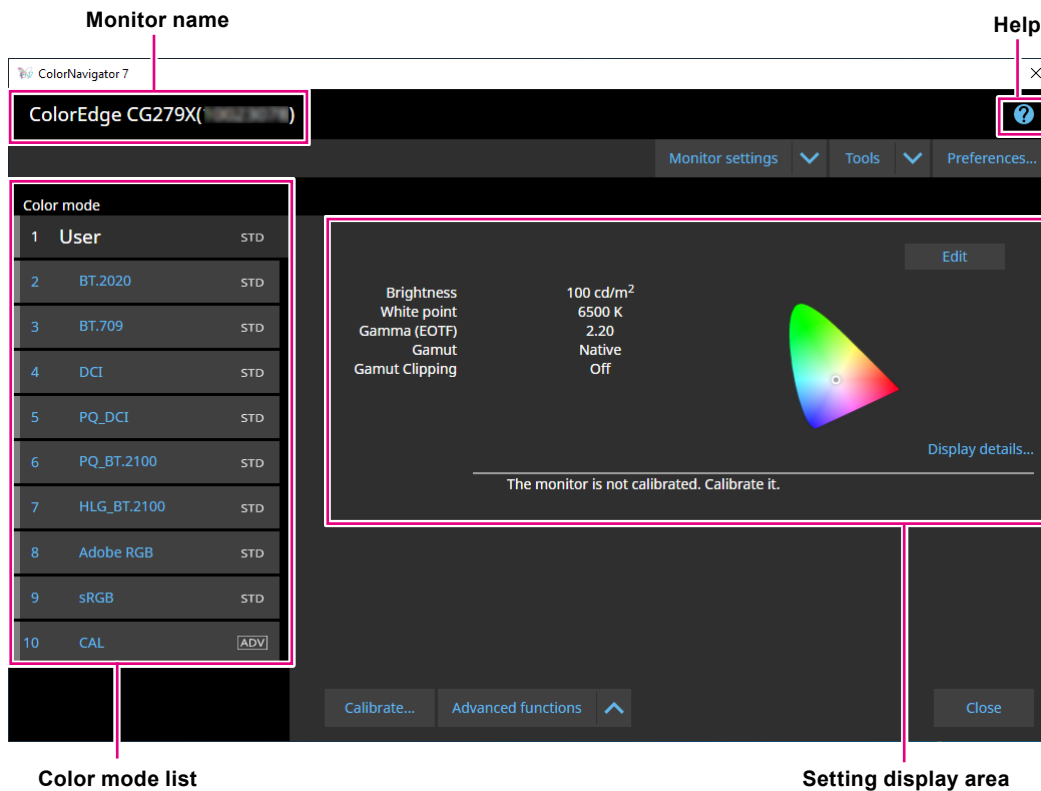 Monitor name
Help
ColorNavigator 7
ColorEdge CG279X( )
Monitor settings
Tools
Preferences...
Color mode
1 User STD
2 BT.2020 STD
3 BT.709 STD
4 DCI STD
5 PQ_DCI STD
6 PQ_BT.2100 STD
7 HLG_BT.2100 STD
8 Adobe RGB STD
9 sRGB STD
10 CAL ADV
Edit
Brightness 100 cd/m2
White point 6500 K
Gamma (EOTF) 2.20
Gamut Native
Gamut Clipping Off
Display details...
The monitor is not calibrated. Calibrate it.
Calibrate...
Advanced functions
Close
Color mode list
Setting display area